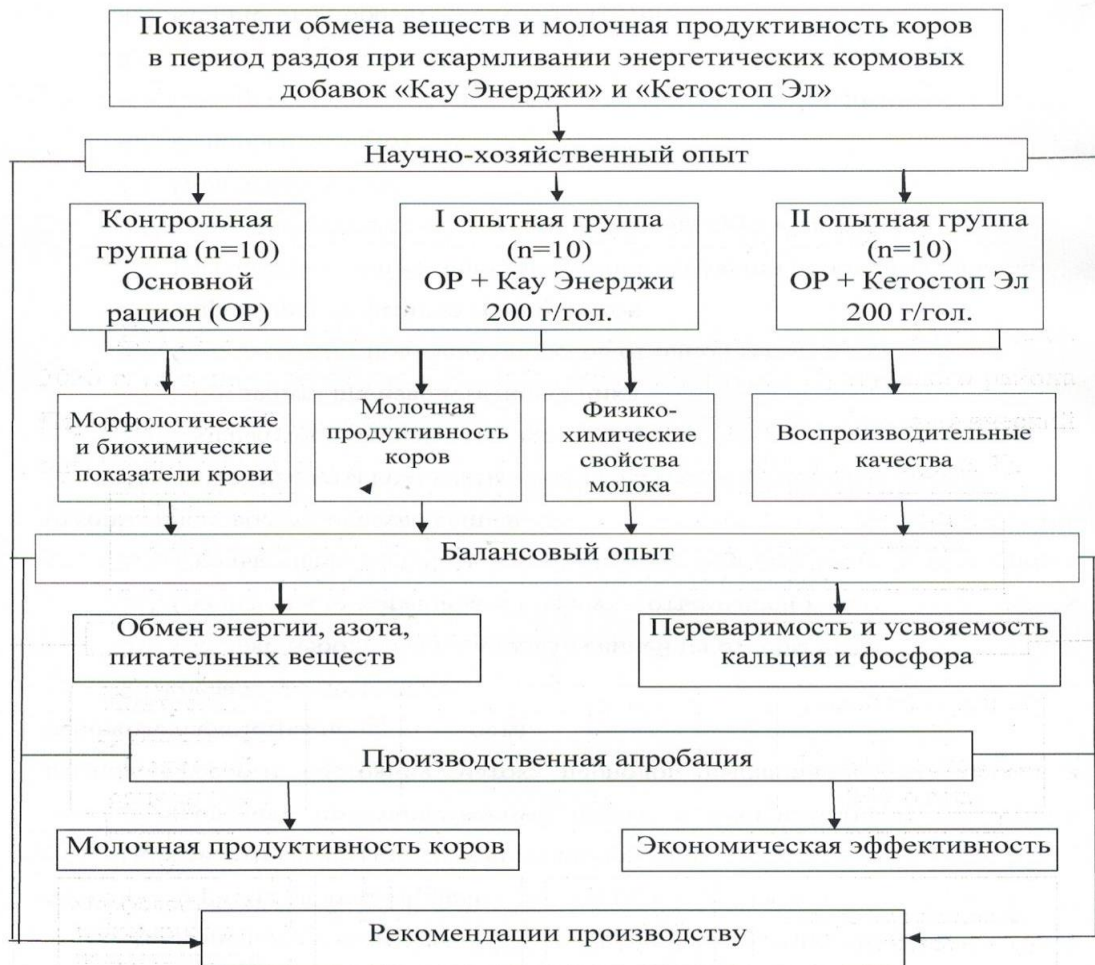 Показатели обмена веществ и молочная продуктивность коров
в период раздоя при скармливании энергетических кормовых
добавок «Кау Энерджи» и «Кетостоп Эл»
Научно-хозяйственный опыт
Контрольная
группа (n=10)
Основной
рацион (ОР)
I опытная группа
(n=10)
ОР + Кау Энерджи
200 г/гол.
II опытная группа
(n=10)
ОР + Кетостоп Эл
200 г/гол.
Морфологические
и биохимические
показатели крови
Молочная
продуктивность
коров
Физико-
химические
свойства
молока
Воспроизводительные
качества
Балансовый опыт
Обмен энергии, азота,
питательных веществ
Переваримость и усвояемость
кальция и фосфора
Производственная апробация
Молочная продуктивность коров
Экономическая эффективность
Рекомендации производству